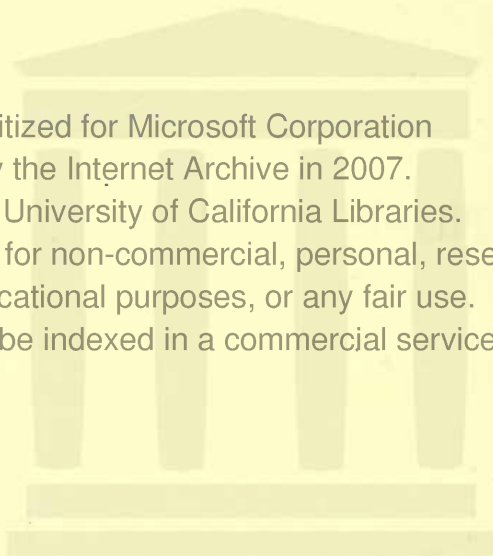 itized for Microsoft Corporation
the Internet Archive in 2007.
University of California Libraries.
for non-commercial, personal, rese
cational purposes, or any fair use.
be indexed in a commercial service